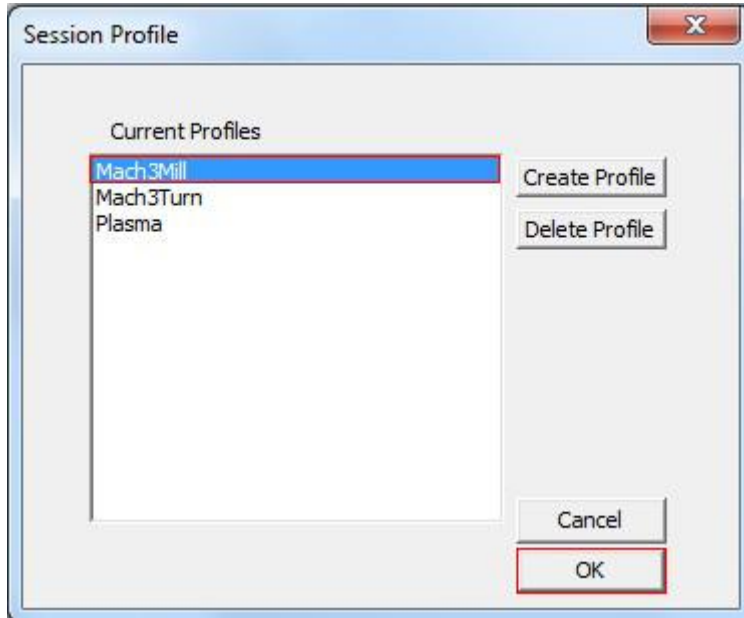 Session Profile
Current Profiles
Mach3Mill
Mach3Turn
Plasma
Create Profile
Delete Profile
Cancel
OK